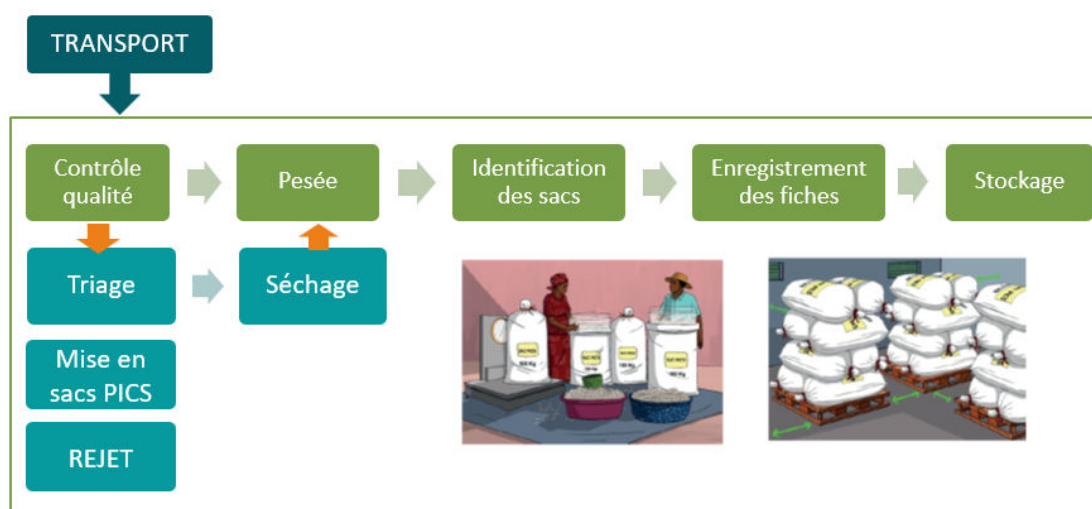 TRANSPORT
Contrôle
qualité
Pesée
Identification
des sacs
Enregistrement
des fiches
Stockage
Triage
Séchage
Mise en
sacs PICS
REJET